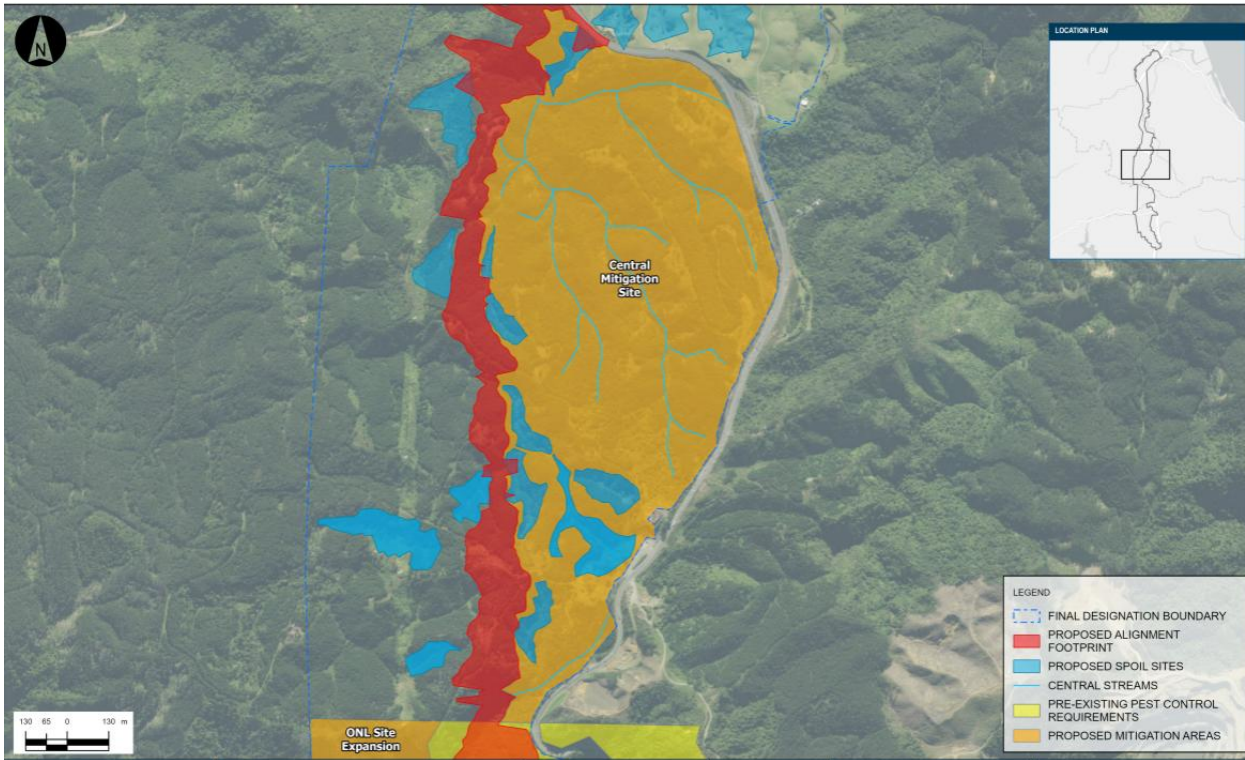 N
LOCATION PLAN
Central
Mitigation
Site
LEGEND
FINAL DESIGNATION BOUNDARY
PROPOSED ALIGNMENT
FOOTPRINT
PROPOSED SPOIL SITES
CENTRAL STREAMS
PRE-EXISTING PEST CONTROL
REQUIREMENTS
PROPOSED MITIGATION AREAS
130 65 0 130 m
ONL Site
Expansion